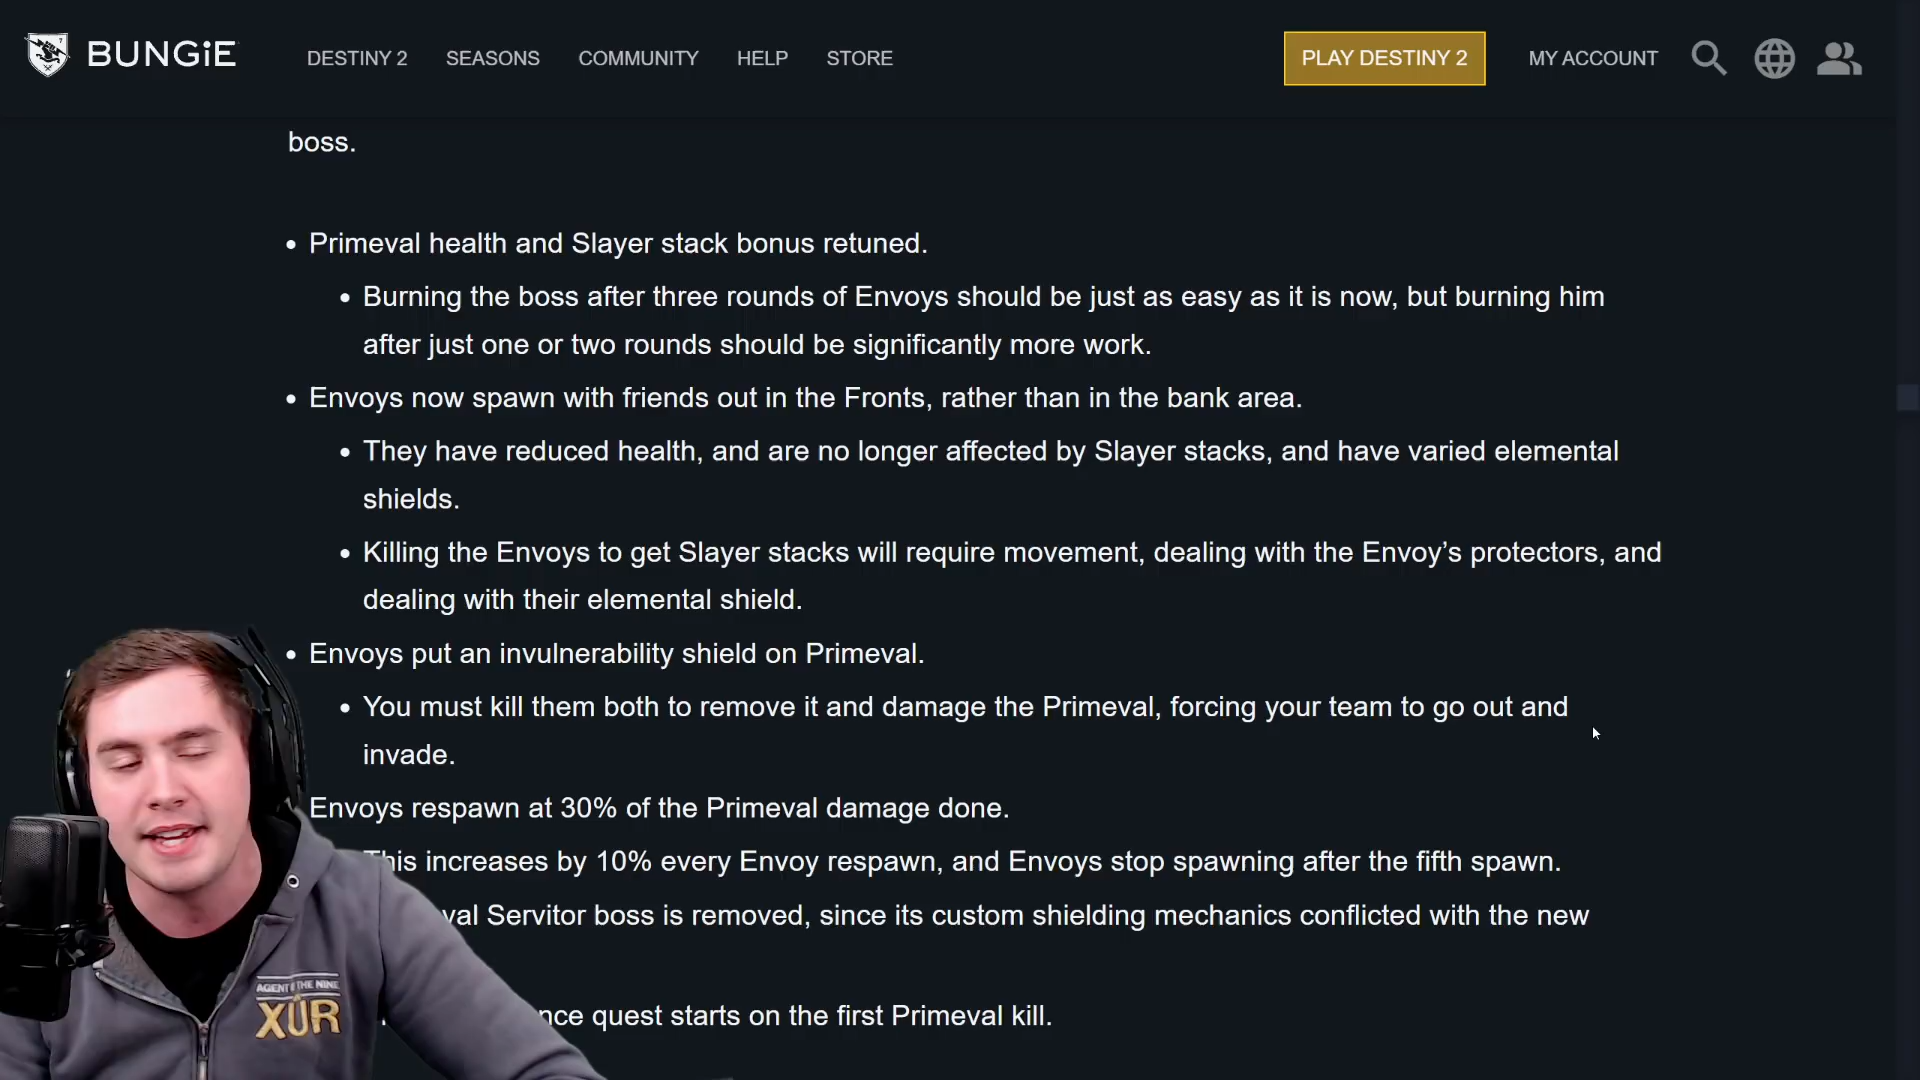 BUNGiE
DESTINY 2 SEASONS COMMUNITY HELP STORE
PLAY DESTINY 2 MY ACCOUNT
boss.
• Primeval health and Slayer stack bonus retuned.
• Burning the boss after three rounds of Envoys should be just as easy as it is now, but burning him
after just one or two rounds should be significantly more work.
• Envoys now spawn with friends out in the Fronts, rather than in the bank area.
• They have reduced health, and are no longer affected by Slayer stacks, and have varied elemental
shields.
• Killing the Envoys to get Slayer stacks will require movement, dealing with the Envoy’s protectors, and
dealing with their elemental shield.
• Envoys put an invulnerability shield on Primeval.
• You must kill them both to remove it and damage the Primeval, forcing your team to go out and
invade.
Envoys respawn at 30% of the Primeval damage done.
This increases by 10% every Envoy respawn, and Envoys stop spawning after the fifth spawn.
Servitor boss is removed, since its custom shielding mechanics conflicted with the new
quest starts on the first Primeval kill.
AGENT THE NINE
XÛR